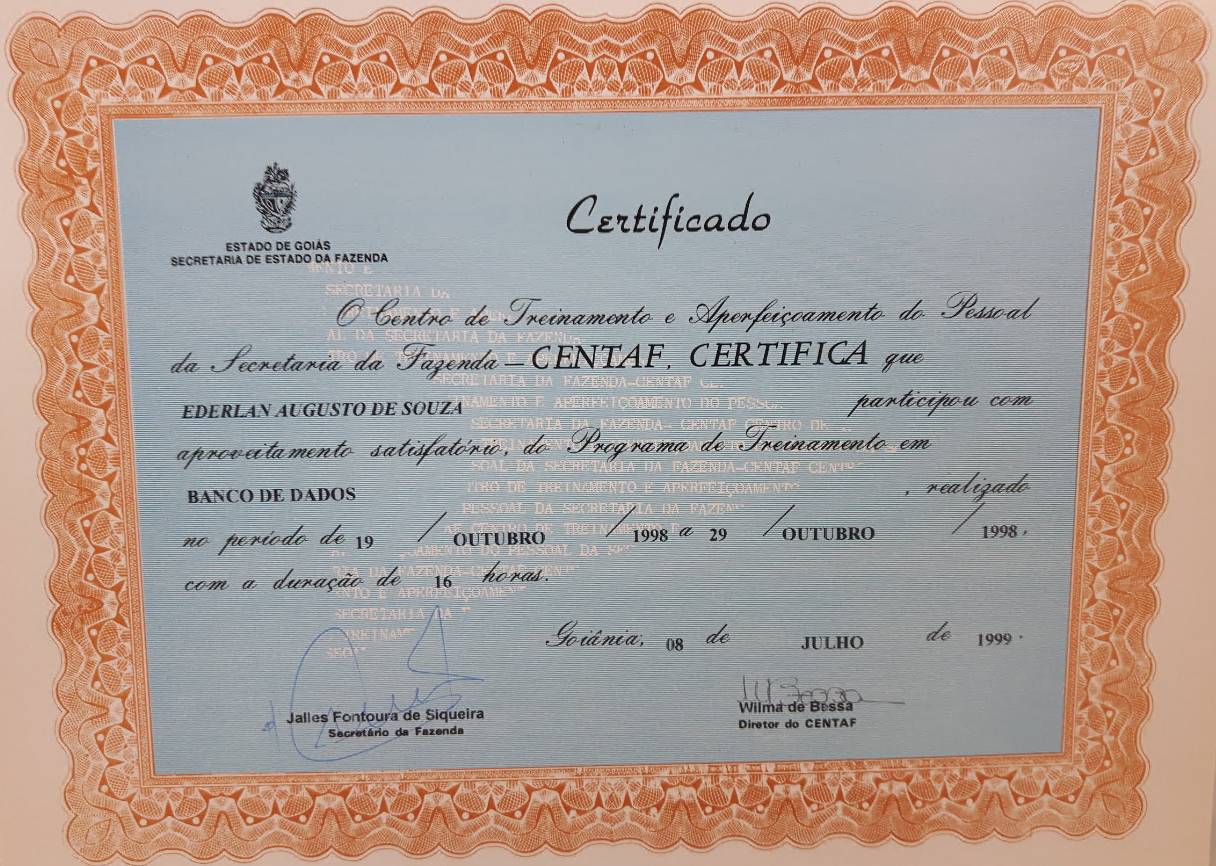 Certificado
ESTADO DE GOIÁS
SECRETARIA DE ESTADO DA FAZENDA
O Centro de Treinamento e Aperfeiçoamento do Pessoal
da Secretaria da Fazenda – CENTAF, CERTIFICA que
EDERLAN AUGUSTO DE SOUZA participou com
aproveitamento satisfatório, do Programa de Treinamento em
BANCO DE DADOS , realizado
no período de 19 / OUTUBRO / 1998 a 29 / OUTUBRO / 1998.
com a duração de 16 horas.
Goiânia, 08 de JULHO de 1999.
Jalles Fontoura de Siqueira
Secretário da Fazenda
Wilma de Bessa
Diretor do CENTAF